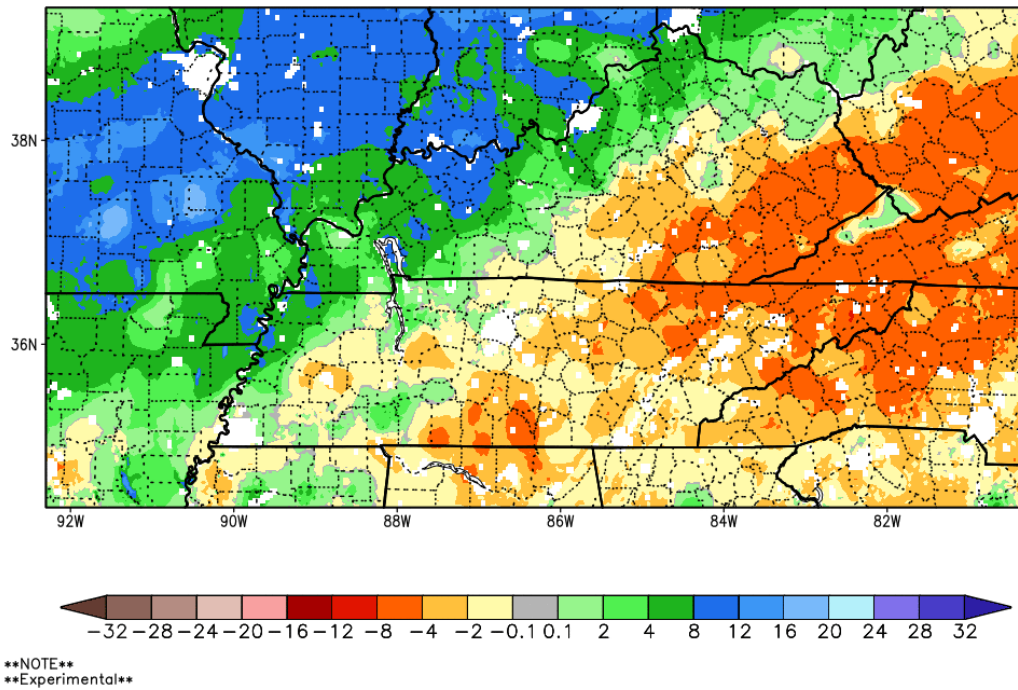 38N
36N
92W 90W 88W 86W 84W 82W
-32 -28 -24 -20 -16 -12 -8 -4 -2 -0.1 0.1 2 4 8 12 16 20 24 28 32
**NOTE**
**Experimental**